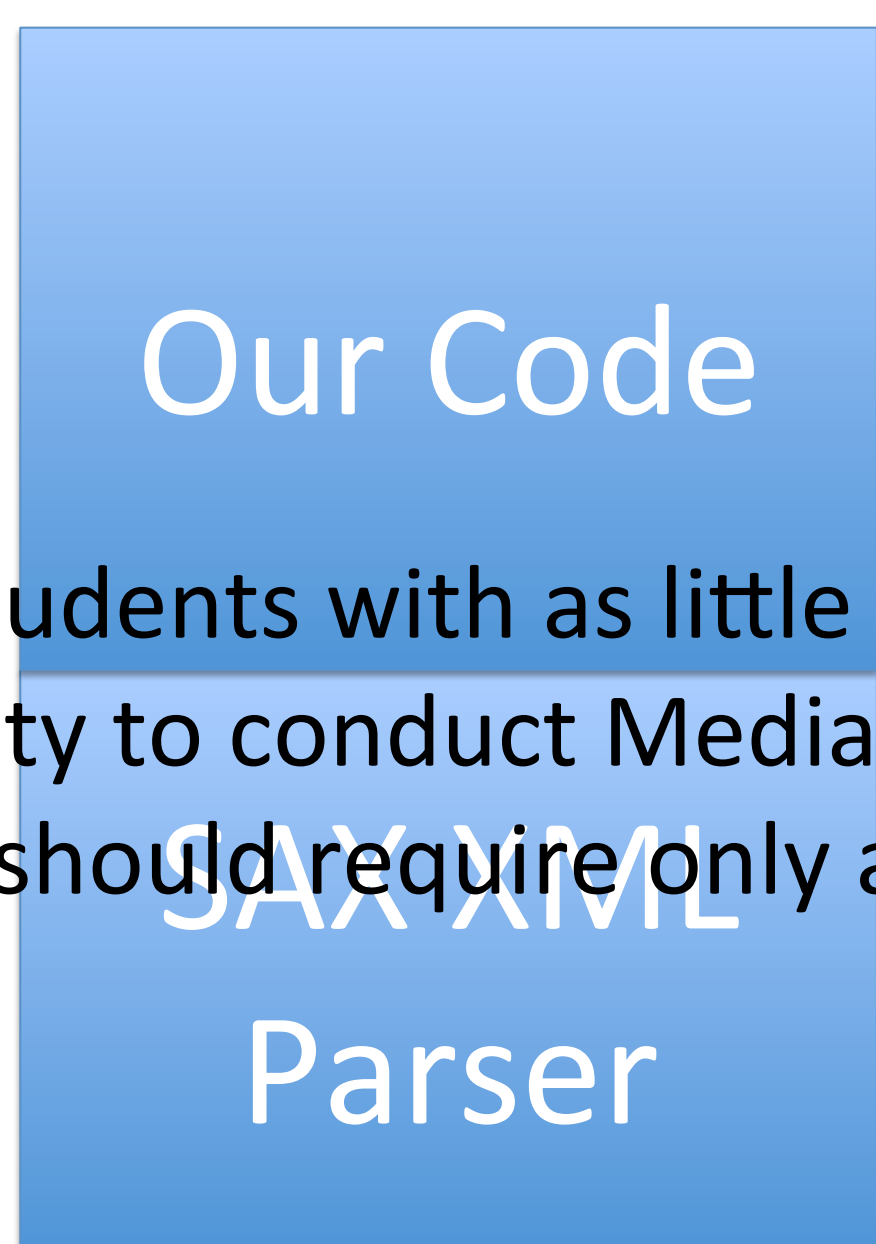 Our Code
udents with as little
ty to conduct Media
should require only a
SAX XML
Parser